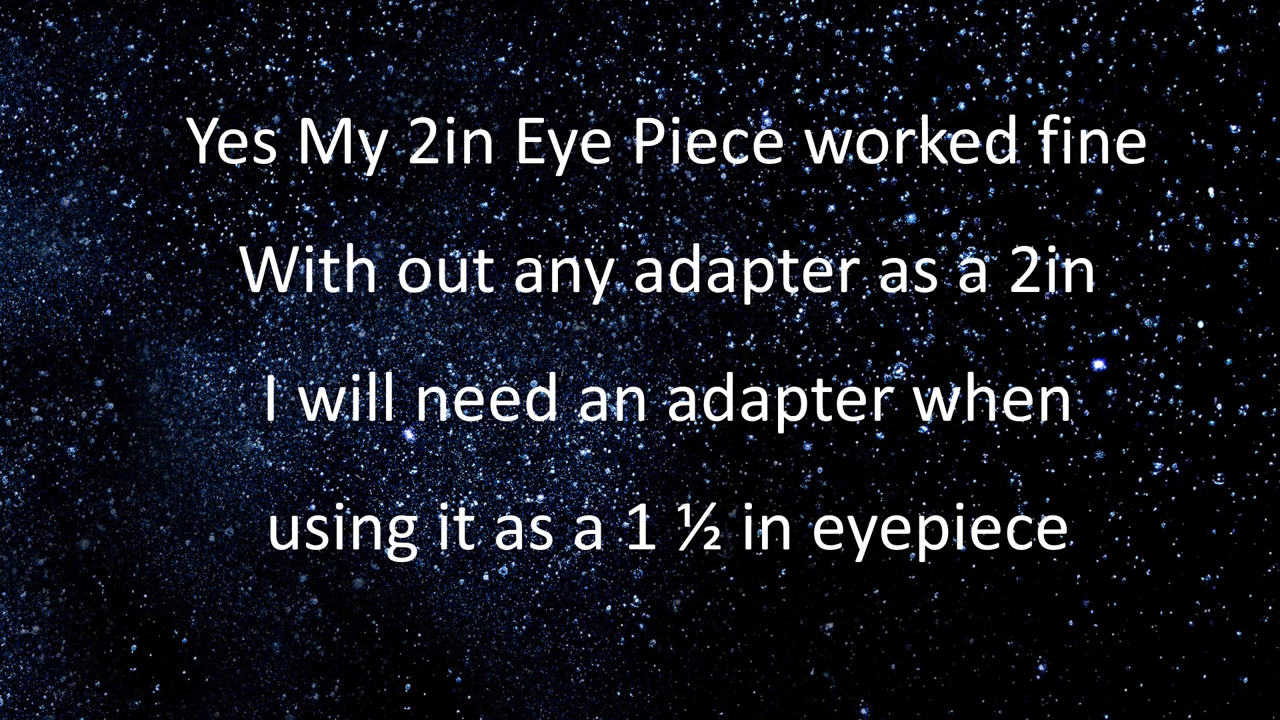 Yes My 2in Eye Piece worked fine
With out any adapter as a 2in
I will need an adapter when
using it as a 1 ½ in eyepiece